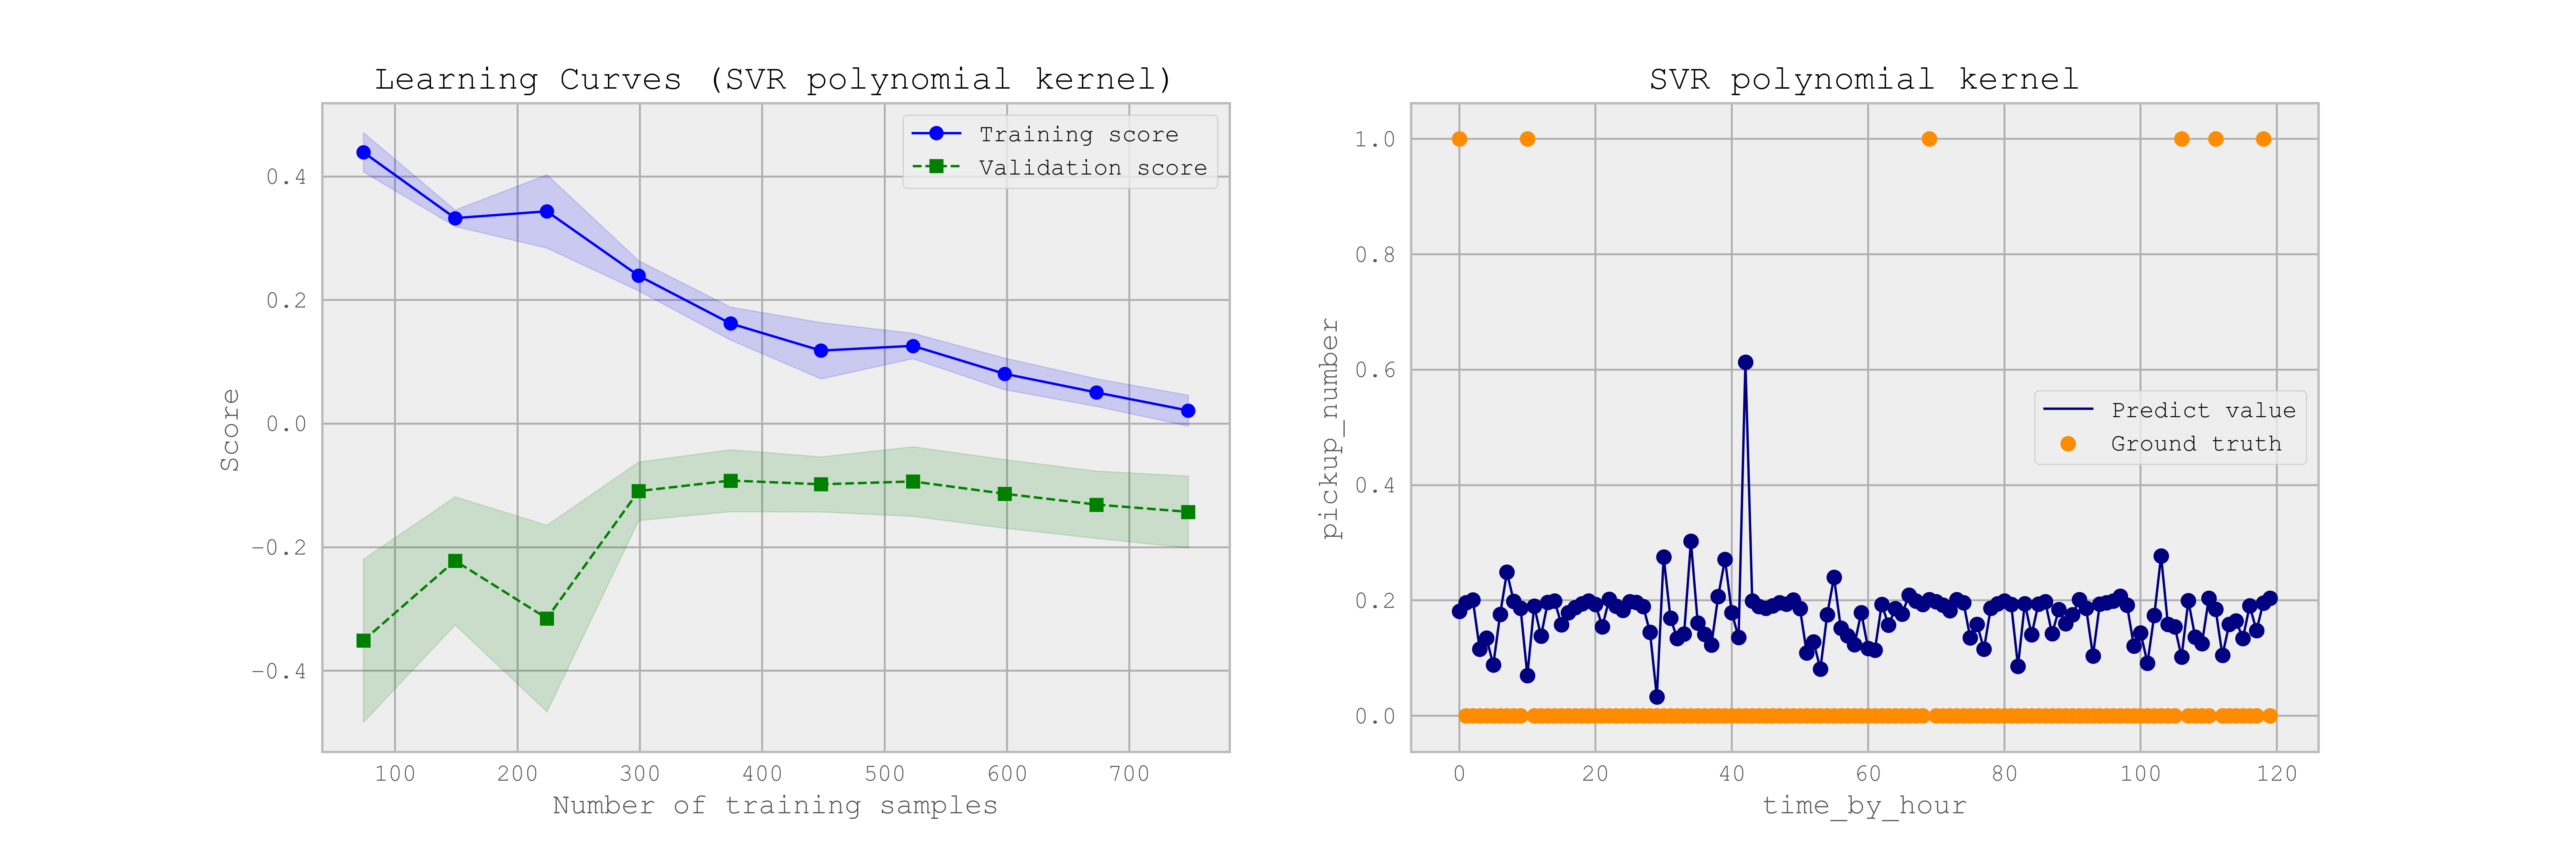 Learning Curves (SVR polynomial kernel)
Training score
Validation score
0.4
0.2
0.0
-0.2
-0.4
Score
100 200 300 400 500 600 700
Number of training samples
SVR polynomial kernel
1.0
0.8
0.6
0.4
0.2
0.0
pickup_number
Predict value
Ground truth
0 20 40 60 80 100 120
time_by_hour